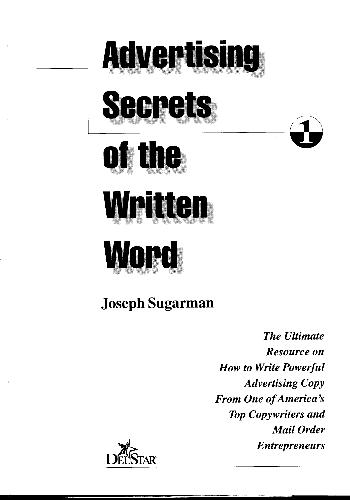 Advertising
Secrets
1
of the
Written
Word
Joseph Sugarman
The Ultimate
Resource on
How to Write Powerful
Advertising Copy
From One of America's
Top Copywriters and
Mail Order
Entrepreneurs
DELSTAR